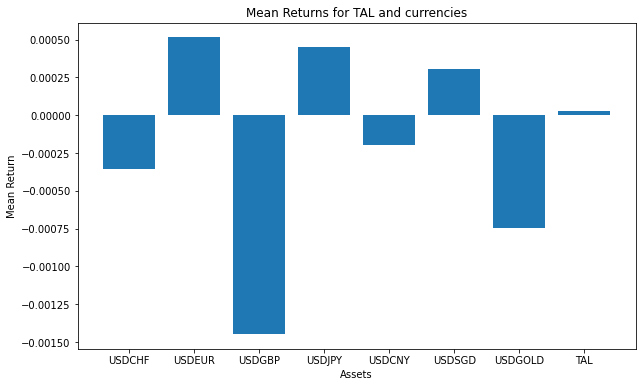 Mean Returns for TAL and currencies
0.00050
0.00025
0.00000
−0.00025
−0.00050
−0.00075
−0.00100
−0.00125
−0.00150
Mean Return
USDCHF USDEUR USDGBP USDJPY USDCNY USDSGD USDGOLD TAL
Assets